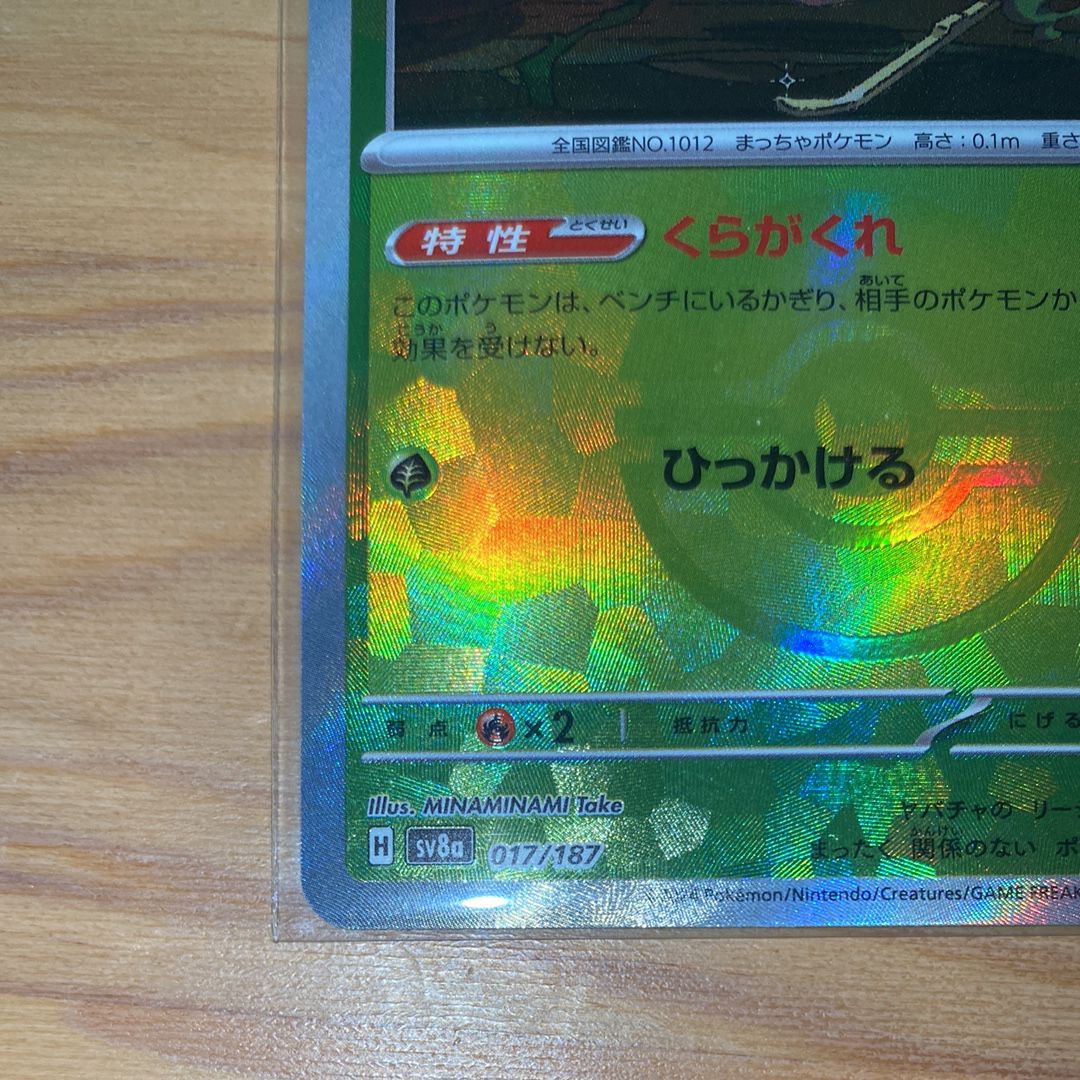 全国図鑑NO.1012 まっちゃポケモン 高さ：0.1m 重さ
特性 とくせい くらがくれ
あいて
このポケモンは、ベンチにいるかぎり、相手のポケモンか
こうか う
効果を受けない。
ひっかける
弱点 ×2 抵抗力 にげる
Illus. MINAMINAMI Take
ヤバチャの リー
かんけい
H sv8a 017/187 まったく 関係のない ポ
©2024 Pokémon/Nintendo/Creatures/GAME FREAK